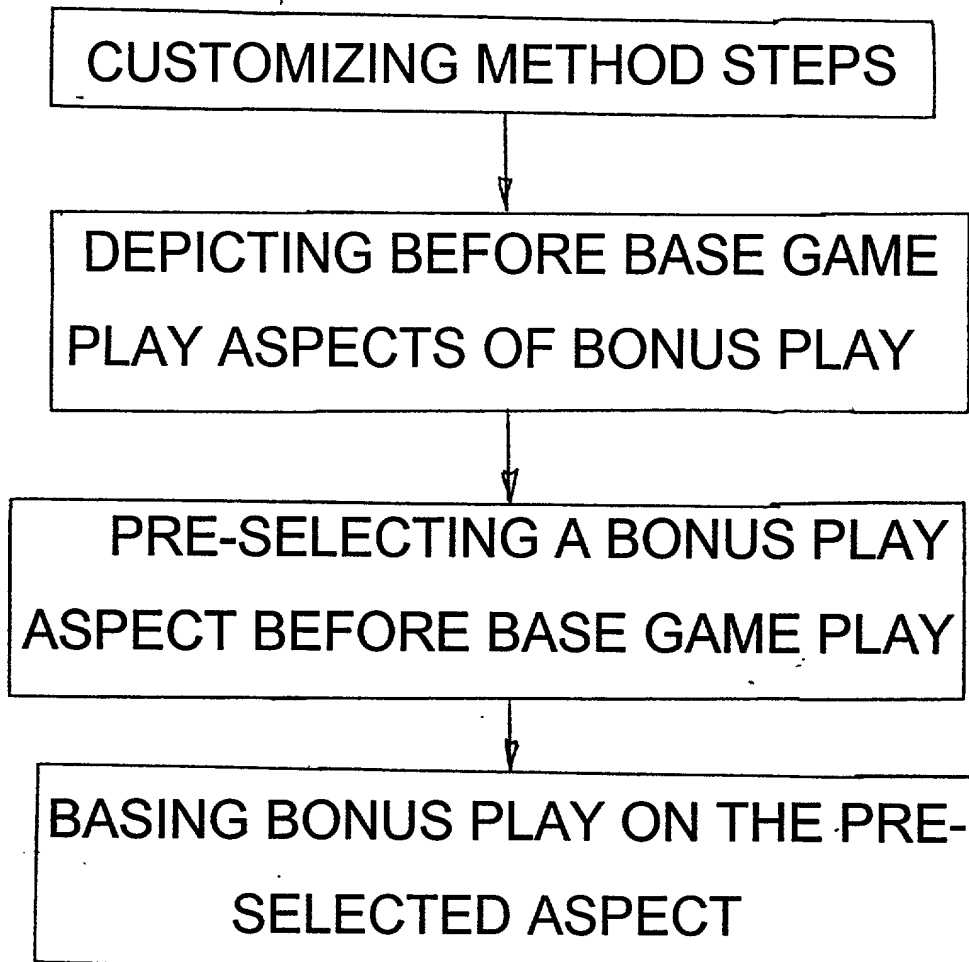 CUSTOMIZING METHOD STEPS
DEPICTING BEFORE BASE GAME
PLAY ASPECTS OF BONUS PLAY
PRE-SELECTING A BONUS PLAY
ASPECT BEFORE BASE GAME PLAY
BASING BONUS PLAY ON THE PRE-
SELECTED ASPECT